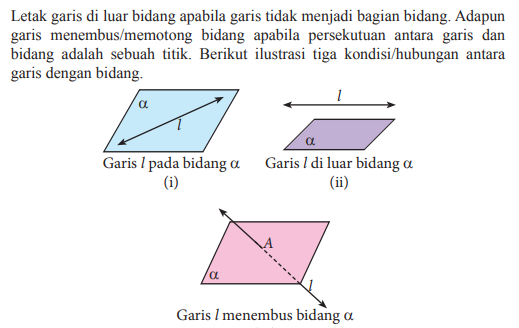 Letak garis di luar bidang apabila garis tidak menjadi bagian bidang. Adapun
garis menembus/memotong bidang apabila persekutuan antara garis dan
bidang adalah sebuah titik. Berikut ilustrasi tiga kondisi/hubungan antara
garis dengan bidang.
α
l
l
α
Garis l pada bidang α
Garis l di luar bidang α
(i)
(ii)
A
α
l
Garis l menembus bidang α